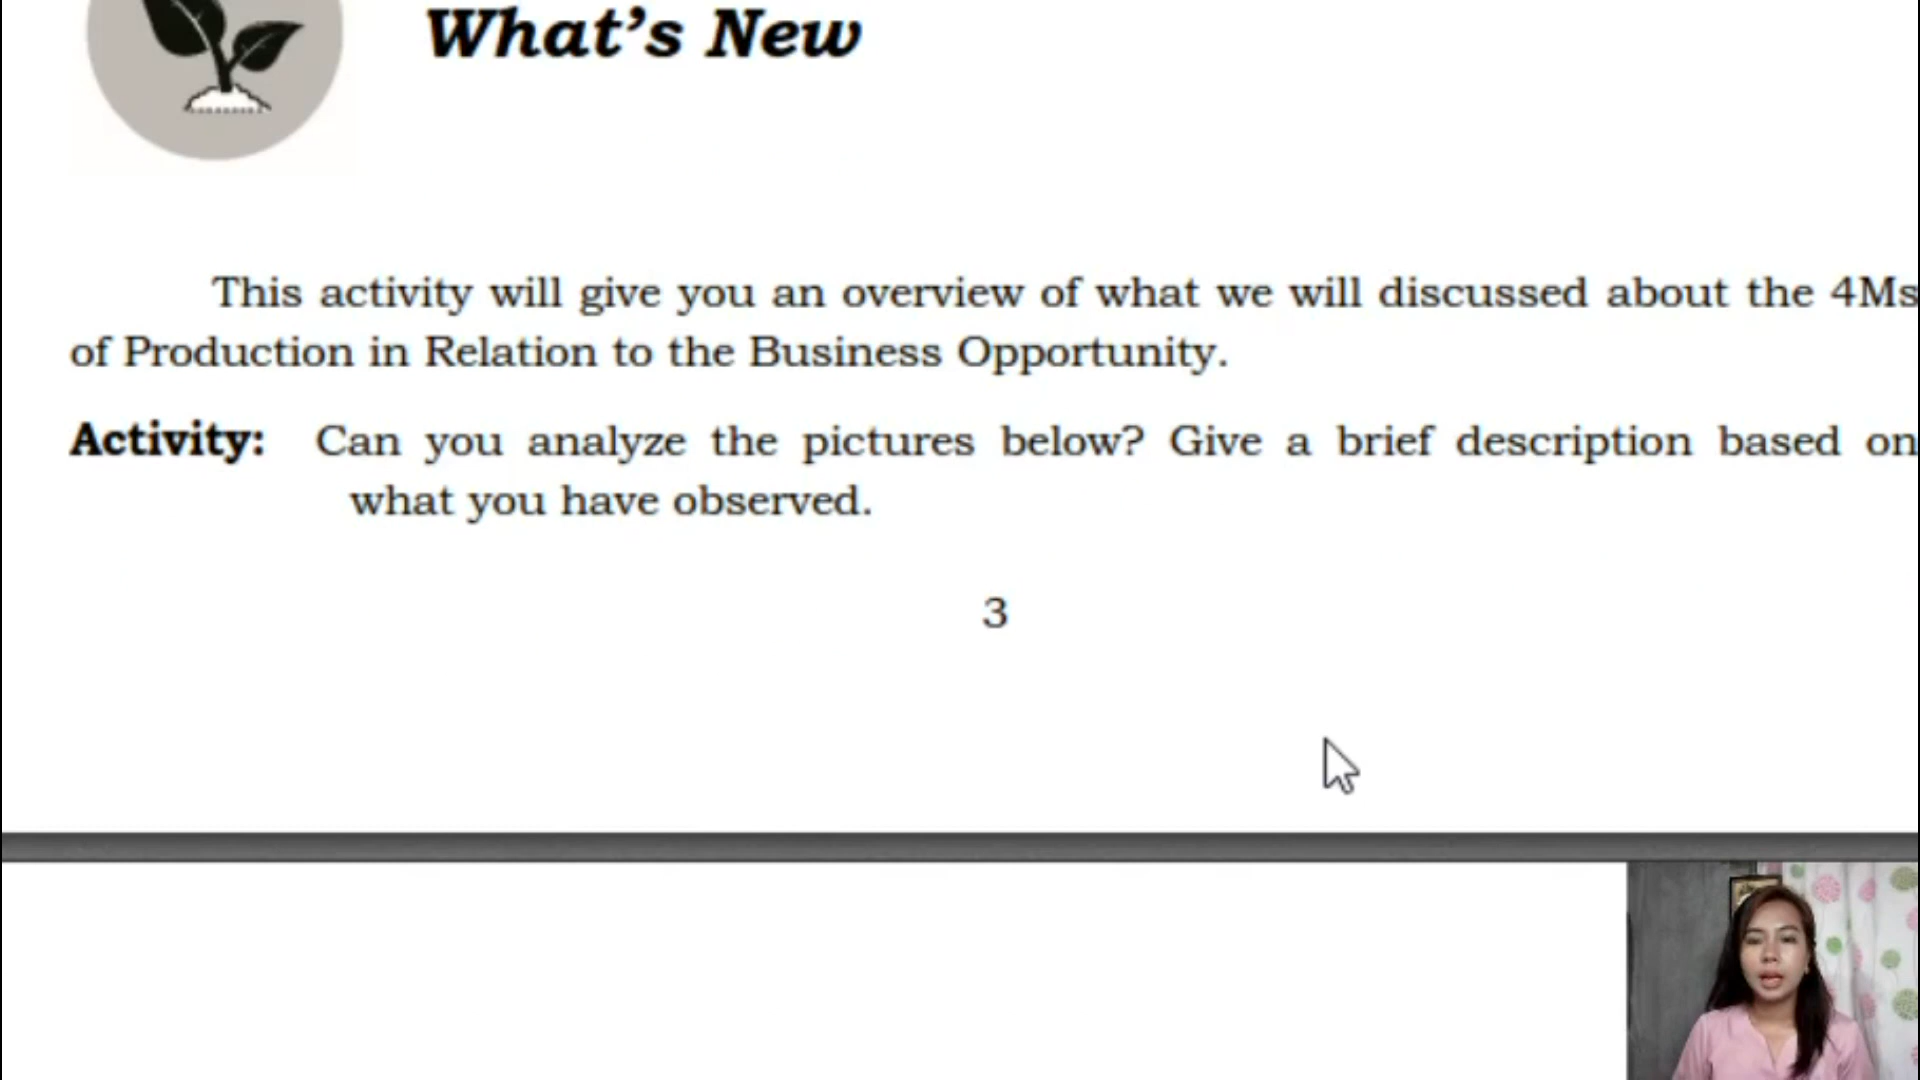 What's New
This activity will give you an overview of what we will discussed about the 4Ms
of Production in Relation to the Business Opportunity.
Activity: Can you analyze the pictures below? Give a brief description based on
what you have observed.
3